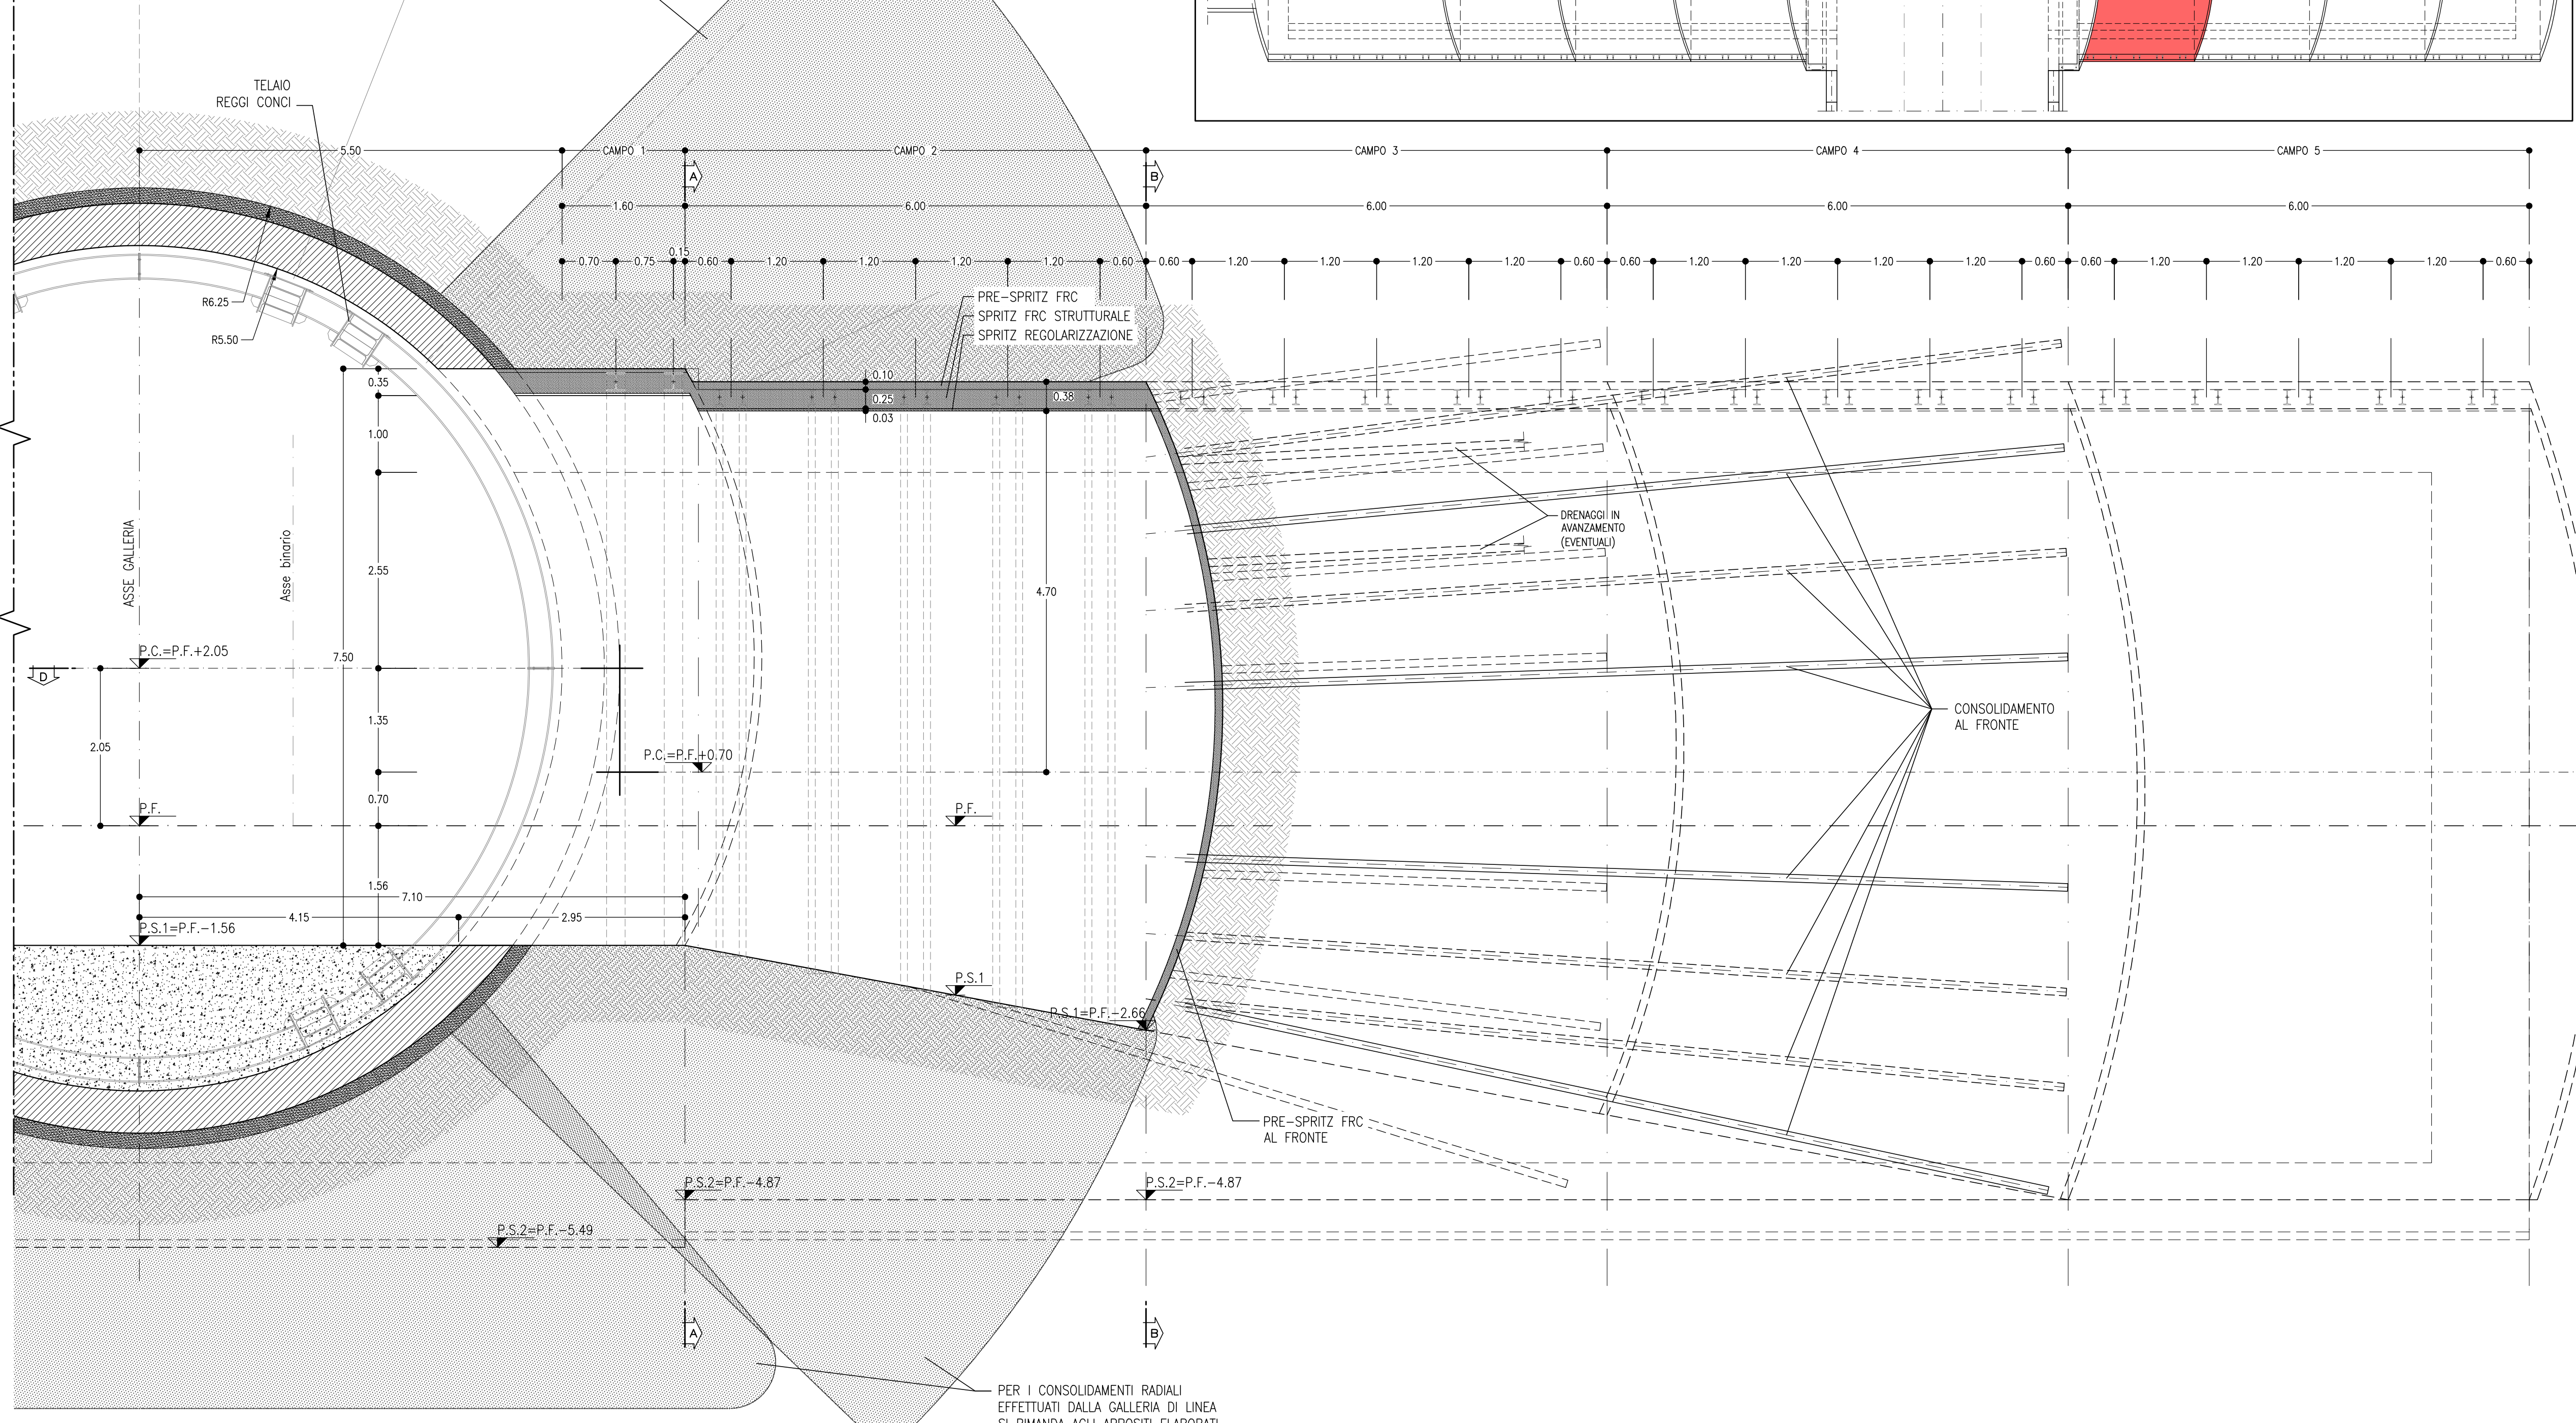 TELAIO
REGGI CONCI
5.50
CAMPO 1
CAMPO 2
CAMPO 3
CAMPO 4
CAMPO 5
A
B
1.60
6.00
6.00
6.00
6.00
0.15
0.70
0.75
0.60
1.20
1.20
1.20
1.20
0.60
0.60
1.20
1.20
1.20
1.20
0.60
0.60
1.20
1.20
1.20
1.20
0.60
0.60
1.20
1.20
1.20
1.20
0.60
R6.25
R5.50
PRE-SPRITZ FRC
SPRITZ FRC STRUTTURALE
SPRITZ REGOLARIZZAZIONE
0.35
0.10
0.25
0.38
0.03
1.00
DRENAGGI IN
AVANZAMENTO
(EVENTUALI)
ASSE GALLERIA
Asse binario
2.55
4.70
P.C.=P.F.+2.05
7.50
D
CONSOLIDAMENTO
AL FRONTE
1.35
2.05
P.C.=P.F.+0.70
0.70
P.F.
P.F.
1.56
7.10
4.15
2.95
P.S.1=P.F.-1.56
P.S.1
P.S.1=P.F.-2.66
PRE-SPRITZ FRC
AL FRONTE
P.S.2=P.F.-4.87
P.S.2=P.F.-4.87
P.S.2=P.F.-5.49
A
B
PER I CONSOLIDAMENTI RADIALI
EFFETTUATI DALLA GALLERIA DI LINEA
SI RIMANDA AGLI APPOSITI ELABORATI